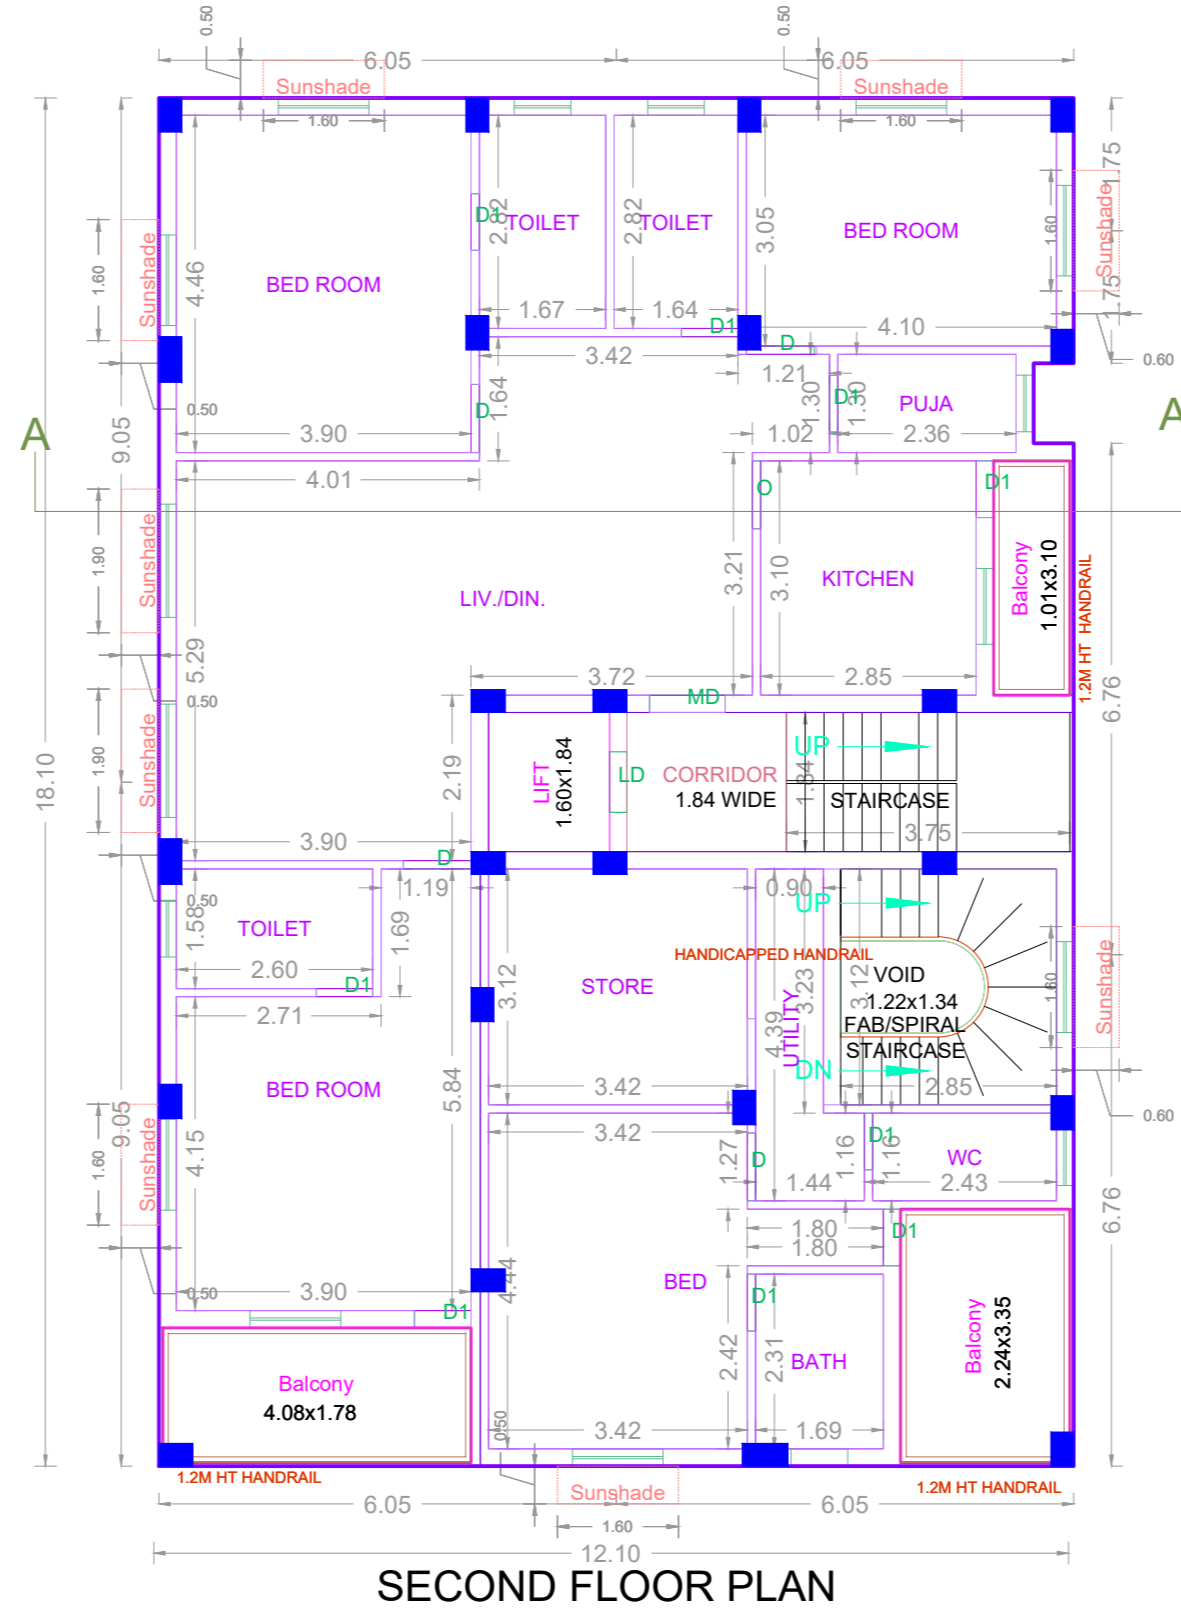 0.50
0.50
6.05
6.05
Sunshade
Sunshade
1.60
1.60
1.75
D1
2.82
TOILET
2.82
TOILET
3.05
BED ROOM
1.60
Sunshade
Sunshade
1.60
4.46
BED ROOM
1.75
1.67
1.64
D1
4.10
D
3.42
0.60
1.21
0.50
D
1.64
1.30
D1
1.30
PUJA
A
9.05
3.90
1.02
2.36
A
4.01
O
D1
Sunshade
1.90
3.21
3.10
KITCHEN
Balcony
1.01x3.10
1.2M HT HANDRAIL
LIV./DIN.
5.29
3.72
2.85
0.50
MD
6.76
Sunshade
1.90
18.10
2.19
LIFT
1.60x1.84
LD
CORRIDOR
1.84 WIDE
UP
1.84
STAIRCASE
3.75
3.90
D
1.19
0.90
0.50
1.58
TOILET
1.69
UP
HANDICAPPED HANDRAIL
2.60
D1
3.12
STORE
UTILITY
4.39
3.23
3.12
VOID
1.22x1.34
FAB/SPIRAL
STAIRCASE
1.60
Sunshade
2.71
BED ROOM
5.84
3.42
DN
2.85
9.05
0.60
Sunshade
1.60
4.15
3.42
1.27
D
1.44
1.16
D1
1.16
WC
2.43
6.76
1.80
1.80
D1
0.50
3.90
D1
4.44
BED
D1
2.42
2.31
BATH
Balcony
2.24x3.35
Balcony
4.08x1.78
0.50
3.42
1.69
1.2M HT HANDRAIL
1.2M HT HANDRAIL
Sunshade
6.05
6.05
1.60
12.10
SECOND FLOOR PLAN